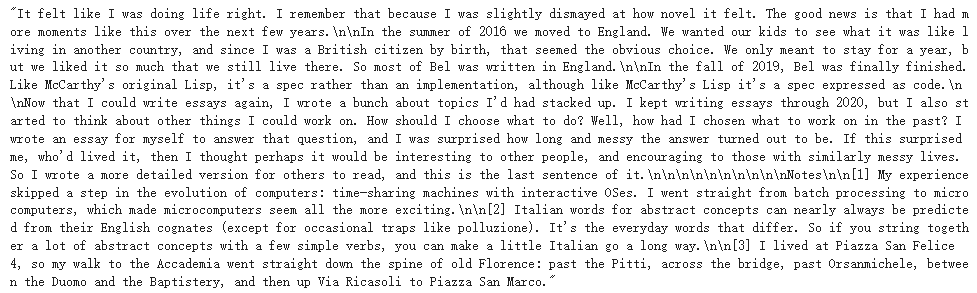 "It felt like I was doing life right. I remember that because I was slightly dismayed at how novel it felt. The good news is that I had m
ore moments like this over the next few years.\n\nIn the summer of 2016 we moved to England. We wanted our kids to see what it was like l
iving in another country, and since I was a British citizen by birth, that seemed the obvious choice. We only meant to stay for a year, b
ut we liked it so much that we still live there. So most of Bel was written in England.\n\nIn the fall of 2019, Bel was finally finished.
Like McCarthy's original Lisp, it's a spec rather than an implementation, although like McCarthy's Lisp it's a spec expressed as code.\n
\nNow that I could write essays again, I wrote a bunch about topics I'd had stacked up. I kept writing essays through 2020, but I also st
arted to think about other things I could work on. How should I choose what to do? Well, how had I chosen what to work on in the past? I
wrote an essay for myself to answer that question, and I was surprised how long and messy the answer turned out to be. If this surprised
me, who'd lived it, then I thought perhaps it would be interesting to other people, and encouraging to those with similarly messy lives.
So I wrote a more detailed version for others to read, and this is the last sentence of it.\n\n\n\n\n\n\n\n\nNotes\n\n[1] My experience
skipped a step in the evolution of computers: time-sharing machines with interactive OSes. I went straight from batch processing to micro
computers, which made microcomputers seem all the more exciting.\n\n[2] Italian words for abstract concepts can nearly always be predicte
d from their English cognates (except for occasional traps like polluzione). It's the everyday words that differ. So if you string togeth
er a lot of abstract concepts with a few simple verbs, you can make a little Italian go a long way.\n\n[3] I lived at Piazza San Felice
4, so my walk to the Accademia went straight down the spine of old Florence: past the Pitti, across the bridge, past Orsanmichele, betwee
n the Duomo and the Baptistery, and then up Via Ricasoli to Piazza San Marco."